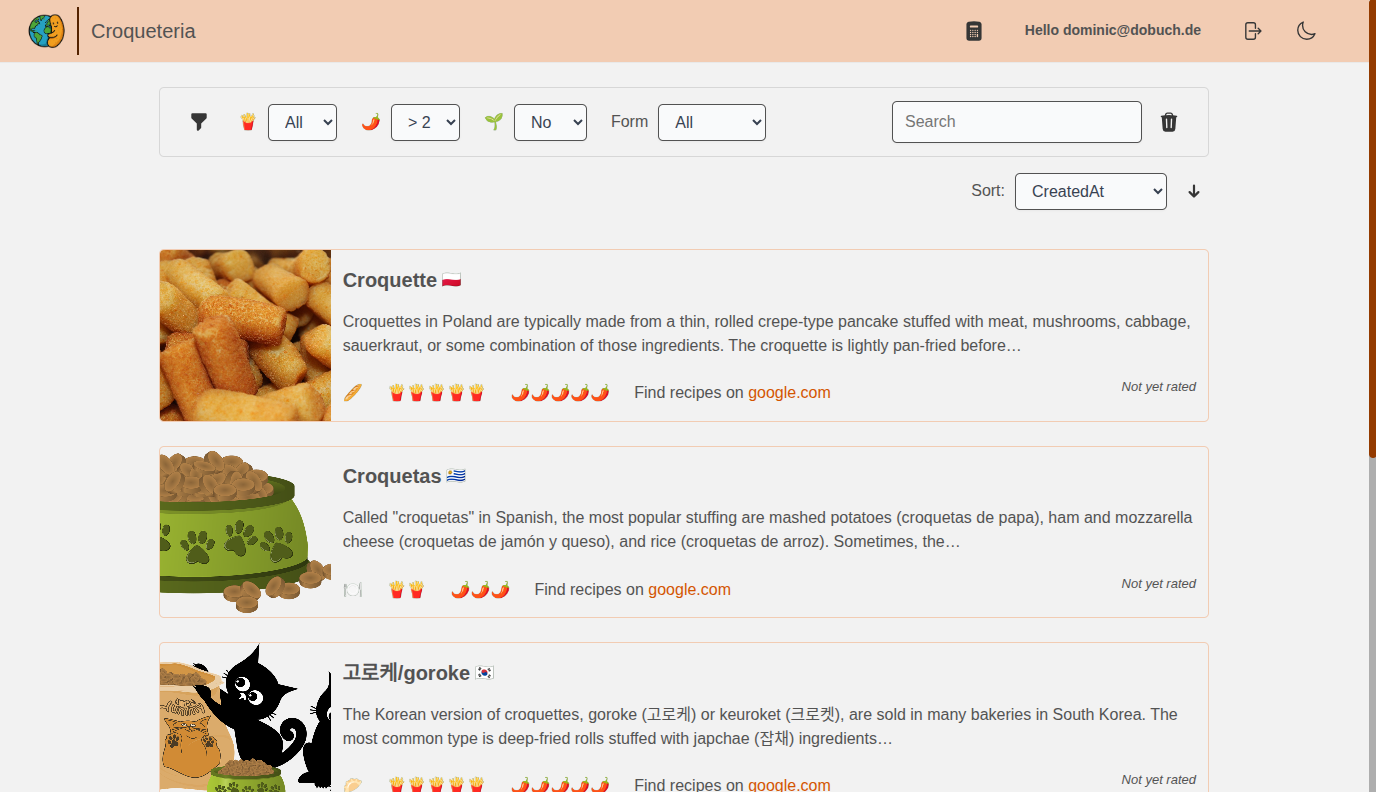 Croqueteria
Hello dominic@dobuch.de
All
> 2
No
Form
All
Search
Sort:
CreatedAt
Croquette
Croquettes in Poland are typically made from a thin, rolled crepe-type pancake stuffed with meat, mushrooms, cabbage,
sauerkraut, or some combination of those ingredients. The croquette is lightly pan-fried before…
Find recipes on google.com
Not yet rated
Croquetas
Called "croquetas" in Spanish, the most popular stuffing are mashed potatoes (croquetas de papa), ham and mozzarella
cheese (croquetas de jamón y queso), and rice (croquetas de arroz). Sometimes, the…
Find recipes on google.com
Not yet rated
고로케/goroke
The Korean version of croquettes, goroke (고로케) or keuroket (크로켓), are sold in many bakeries in South Korea. The
most common type is deep-fried rolls stuffed with japchae (잡채) ingredients…
Find recipes on google.com
Not yet rated